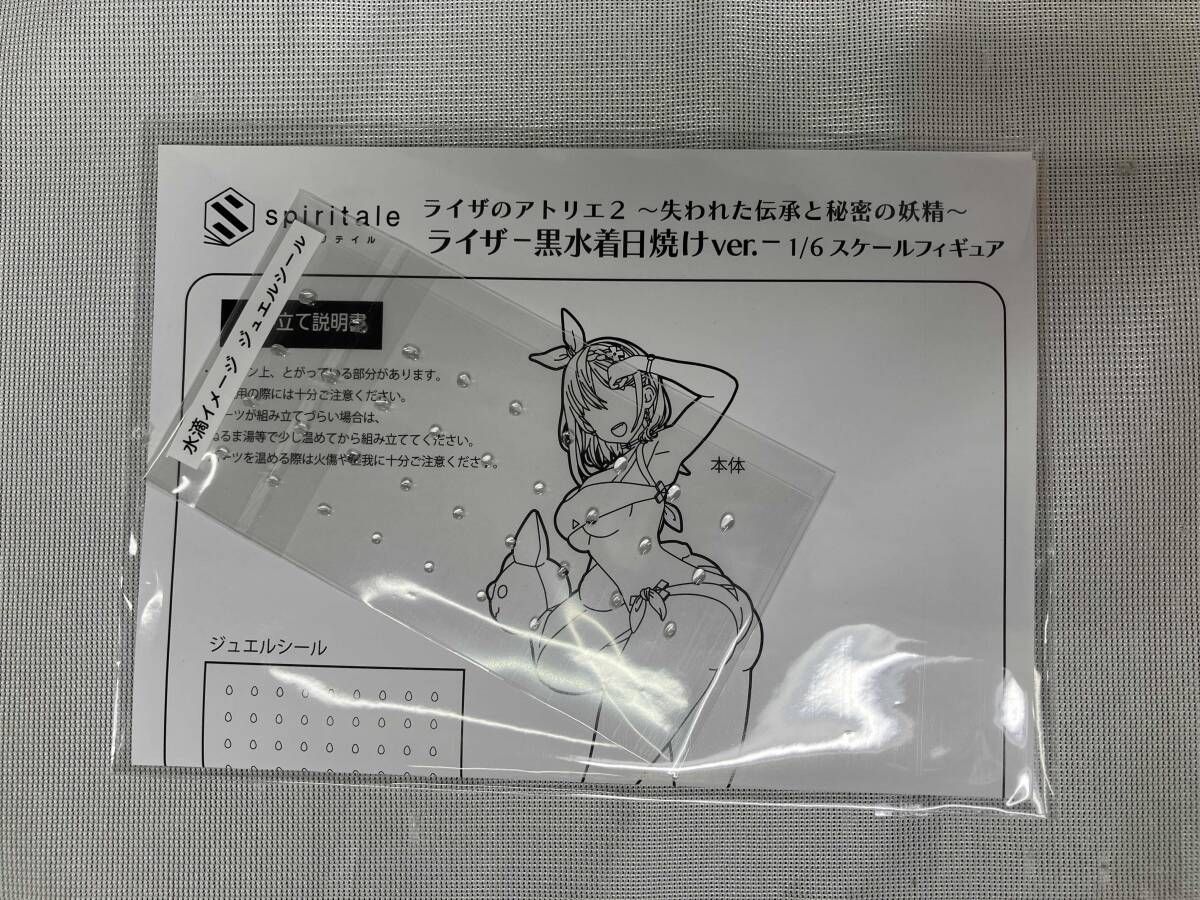 spiritale
リテイル
ライザのアトリエ2 ～失われた伝承と秘密の妖精～
ライザー黒水着日焼けver.ー 1/6 スケールフィギュア
水滴イメージ ジュエルシール
立て説明書
ン上、とがっている部分があります。
用の際には十分ご注意ください。
ーツが組み立てづらい場合は、
ぬるま湯等で少し温めてから組み立ててください。
ーツを温める際は火傷や怪我に十分ご注意ください。
本体
ジュエルシール